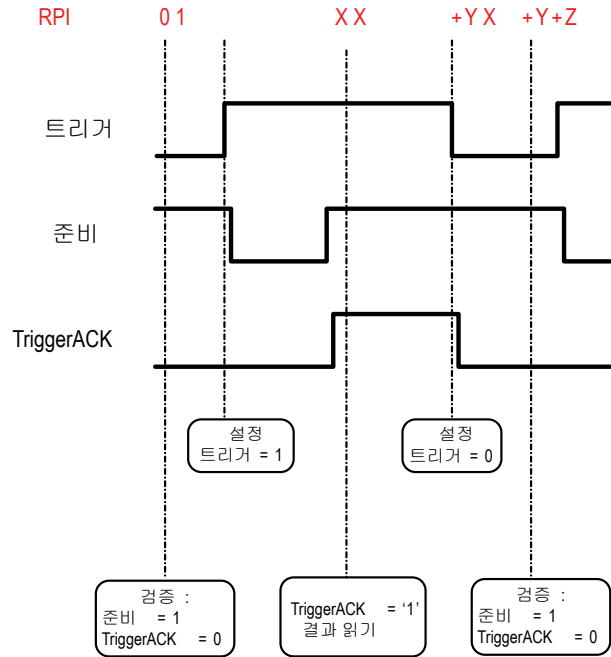 RPI 0 1 X X +Y X +Y+Z
트리거
준비
TriggerACK
설정
트리거 = 1
설정
트리거 = 0
검증 :
준비 = 1
TriggerACK = 0
TriggerACK = ‘1’
결과 읽기
검증 :
준비 = 1
TriggerACK = 0